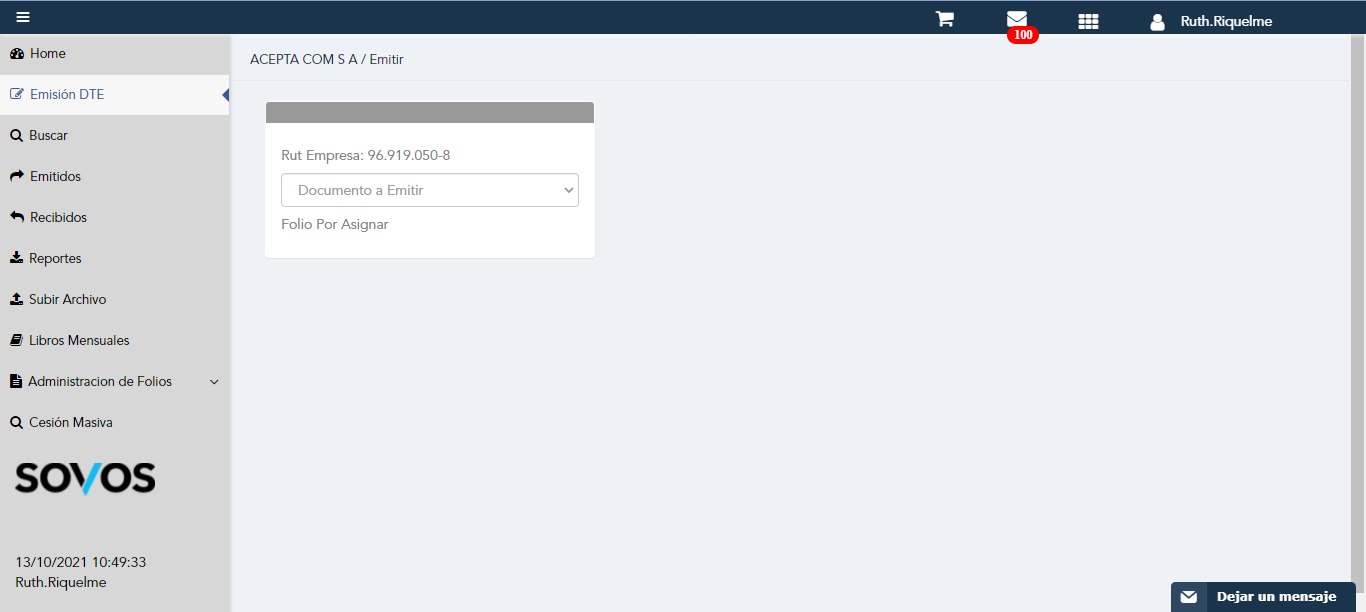 100
Ruth.Riquelme
Home
Emisión DTE
Buscar
Emitidos
Recibidos
Reportes
Subir Archivo
Libros Mensuales
Administracion de Folios
Cesión Masiva
SOVOS
13/10/2021 10:49:33
Ruth.Riquelme
ACEPTA COM S A / Emitir
Rut Empresa: 96.919.050-8
Documento a Emitir
Folio Por Asignar
Dejar un mensaje